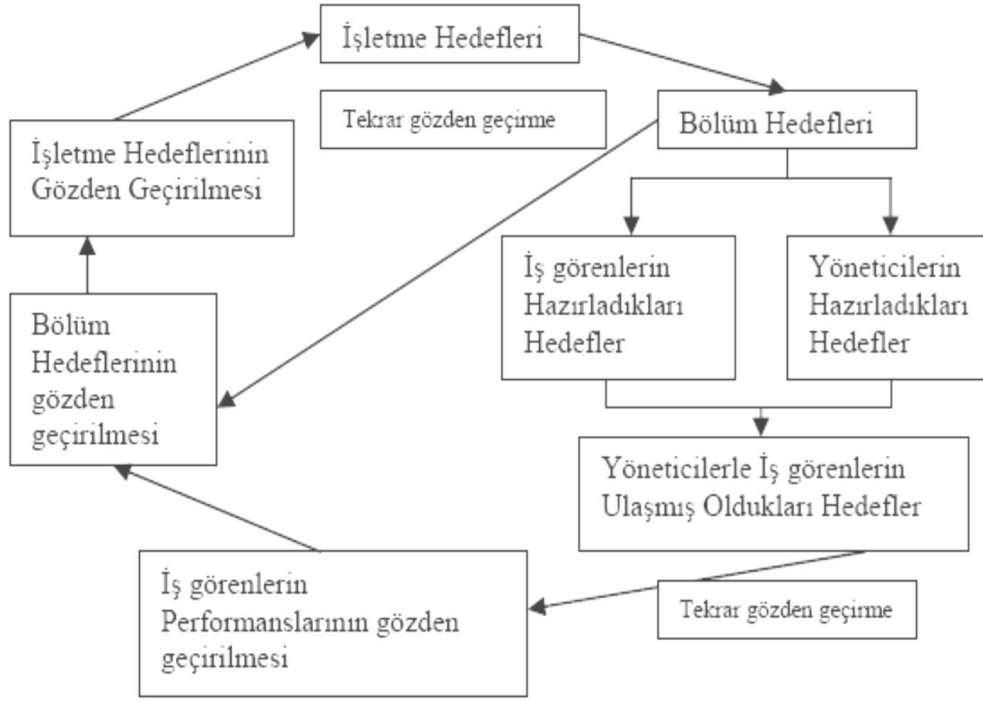 İşletme Hedefleri
Tekrar gözden geçirme
Bölüm Hedefleri
İşletme Hedeflerinin
Gözden Geçirilmesi
İş görenlerin
Hazırladıkları
Hedefler
Yöneticilerin
Hazırladıkları
Hedefler
Bölüm
Hedeflerinin
gözden
geçirilmesi
Yöneticilerle İş görenlerin
Ulaşmış Oldukları Hedefler
İş görenlerin
Performanslarının gözden
geçirilmesi
Tekrar gözden geçirme